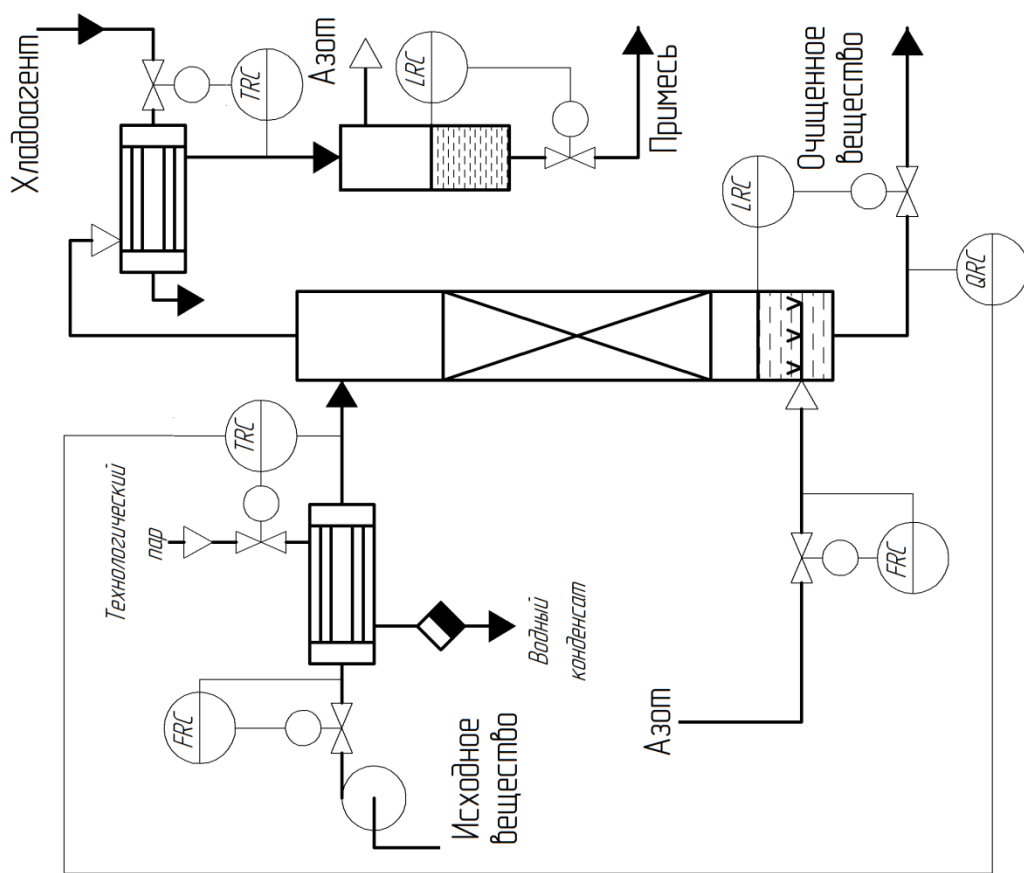 Хладоагент
TRC
Азот
LRC
Примесь
Очищенное
вещество
LRC
QRC
TRC
Технологический
пар
Водный
конденсат
FRC
Азот
FRC
Исходное
вещество